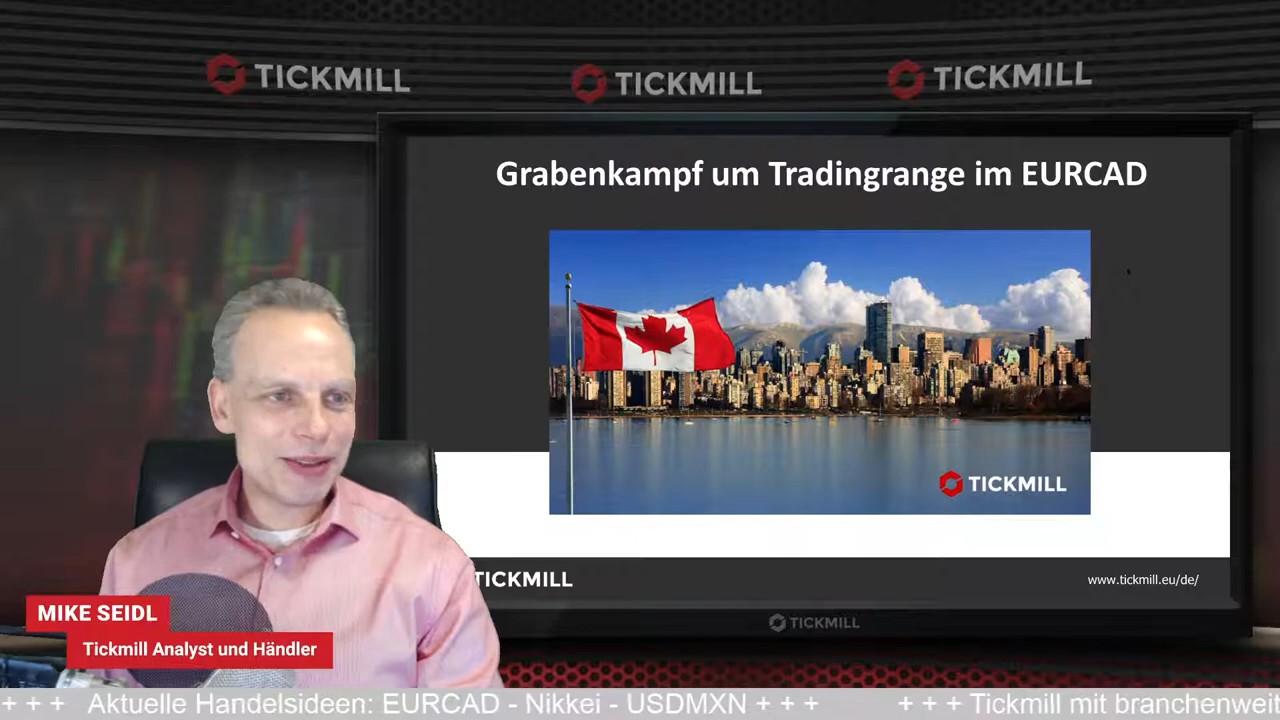 TICKMILL
TICKMILL
TICKMILL
Grabenkampf um Tradingrange im EURCAD
TICKMILL
TICKMILL
www.tickmill.eu/de/
TICKMILL
MIKE SEIDL
Tickmill Analyst und Händler
+ + + Aktuelle Handelsideen: EURCAD - Nikkei - USDMXN + + + + + + Tickmill mit branchenweit